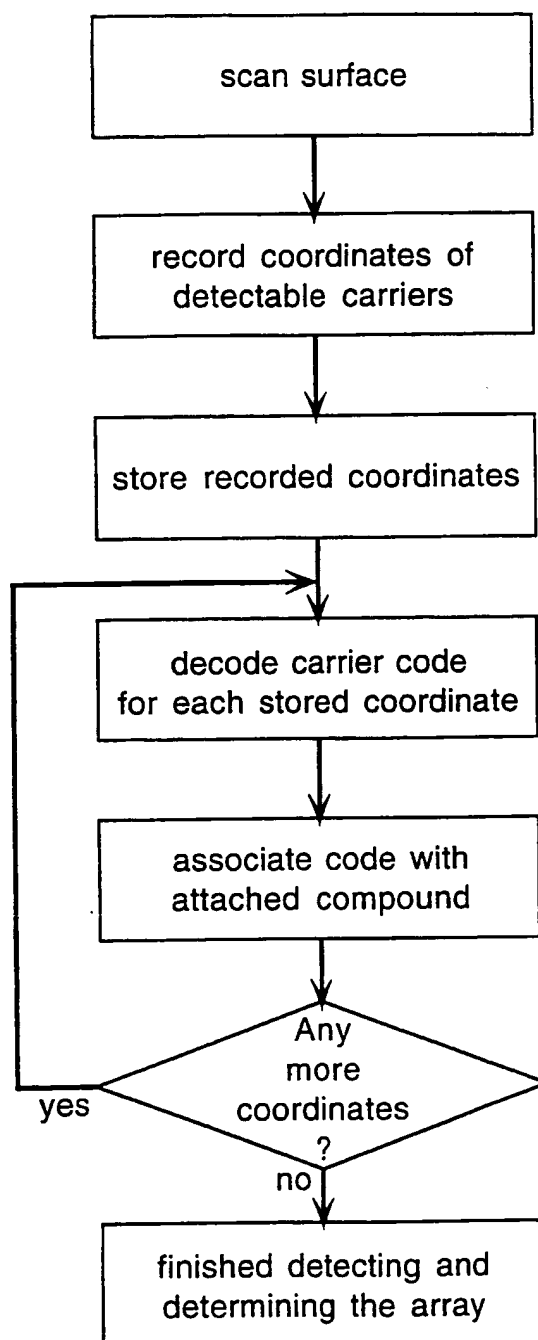 scan surface
record coordinates of
detectable carriers
store recorded coordinates
decode carrier code
for each stored coordinate
associate code with
attached compound
Any
more
coordinates
?
yes
no
finished detecting and
determining the array